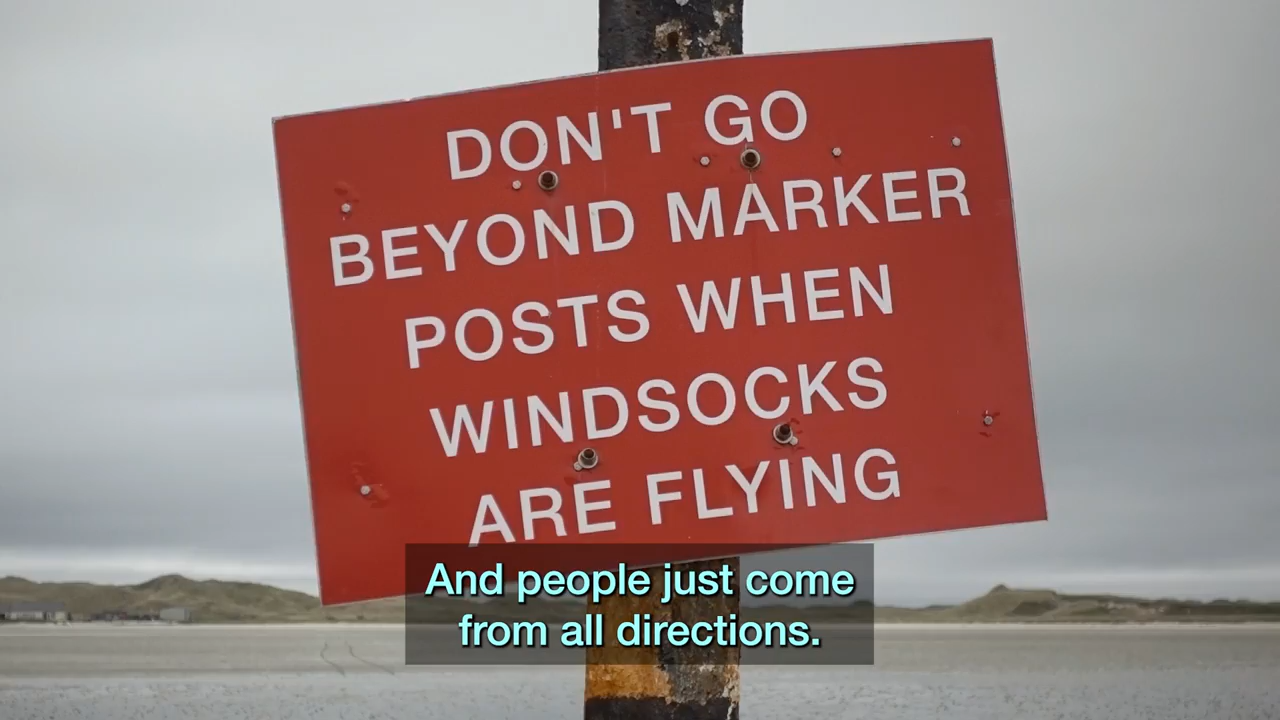 DON'T GO
BEYOND MARKER
POSTS WHEN
WINDSOCKS
ARE FLYING
And people just come
from all directions.